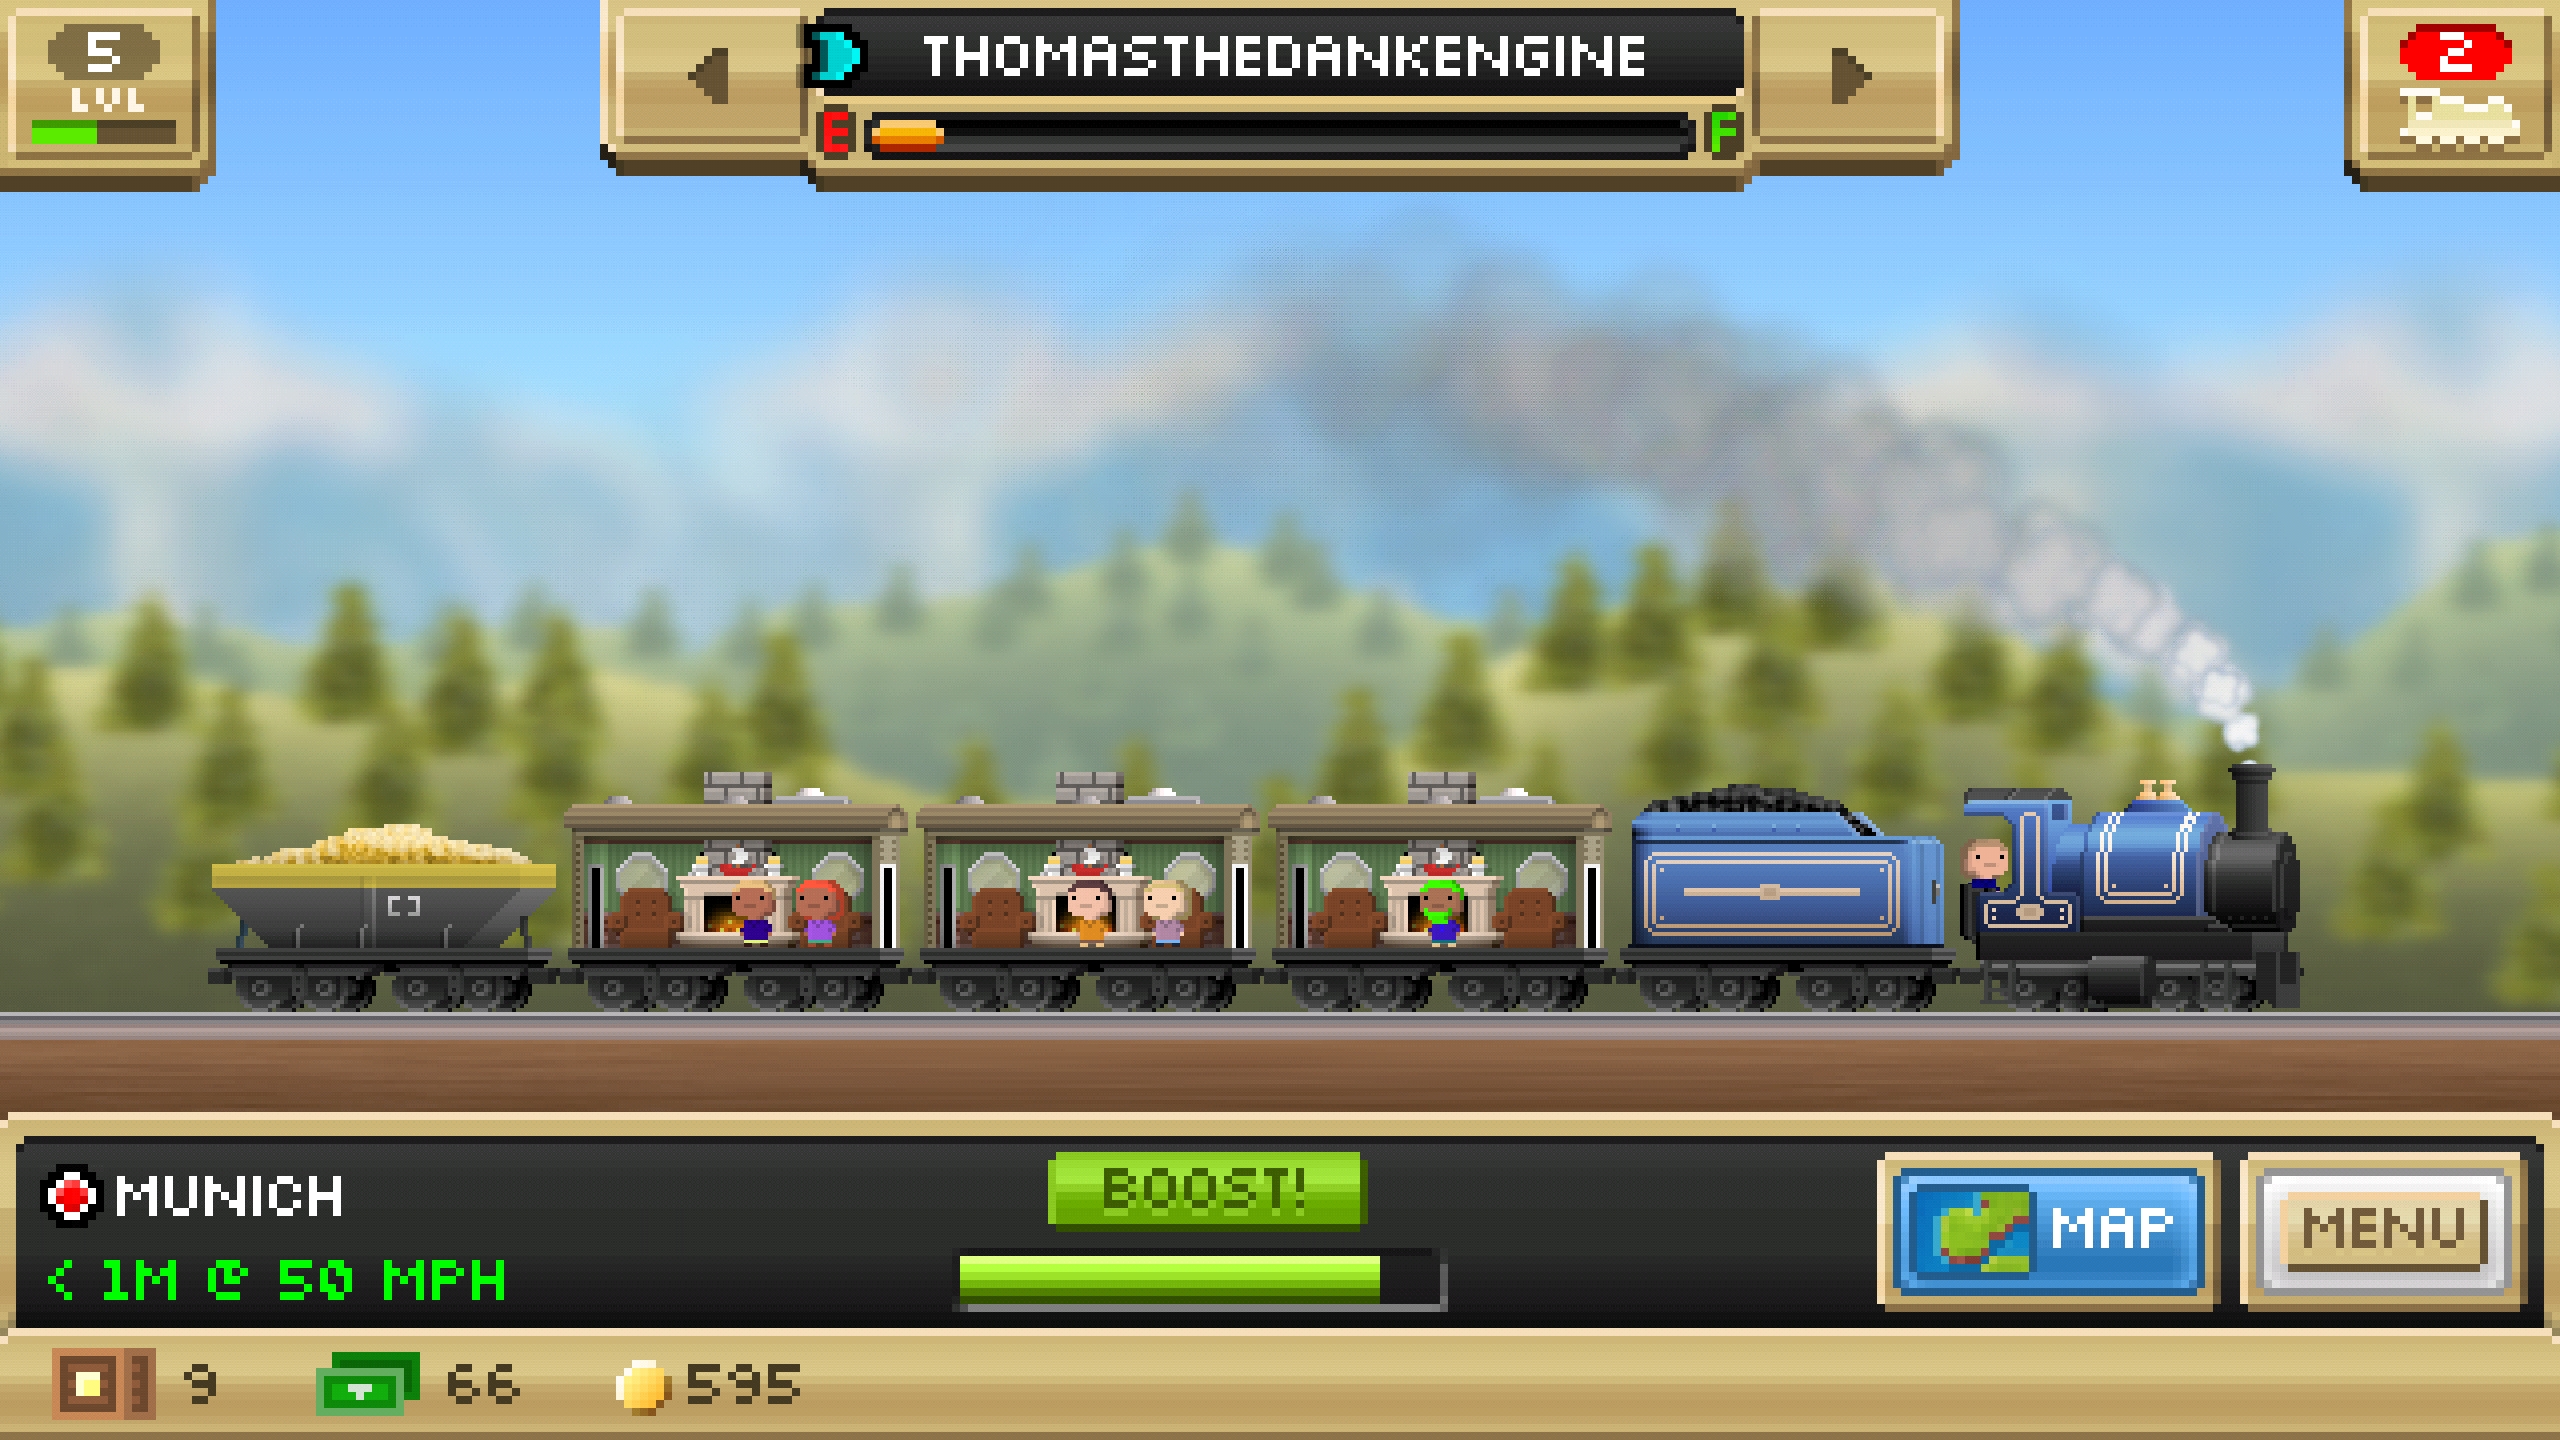 5
LVL
THOMASTHEDANKENGINE
E F
2
MUNICH
< 1M @ 50 MPH
BOOST!
MAP
MENU
9 66 595